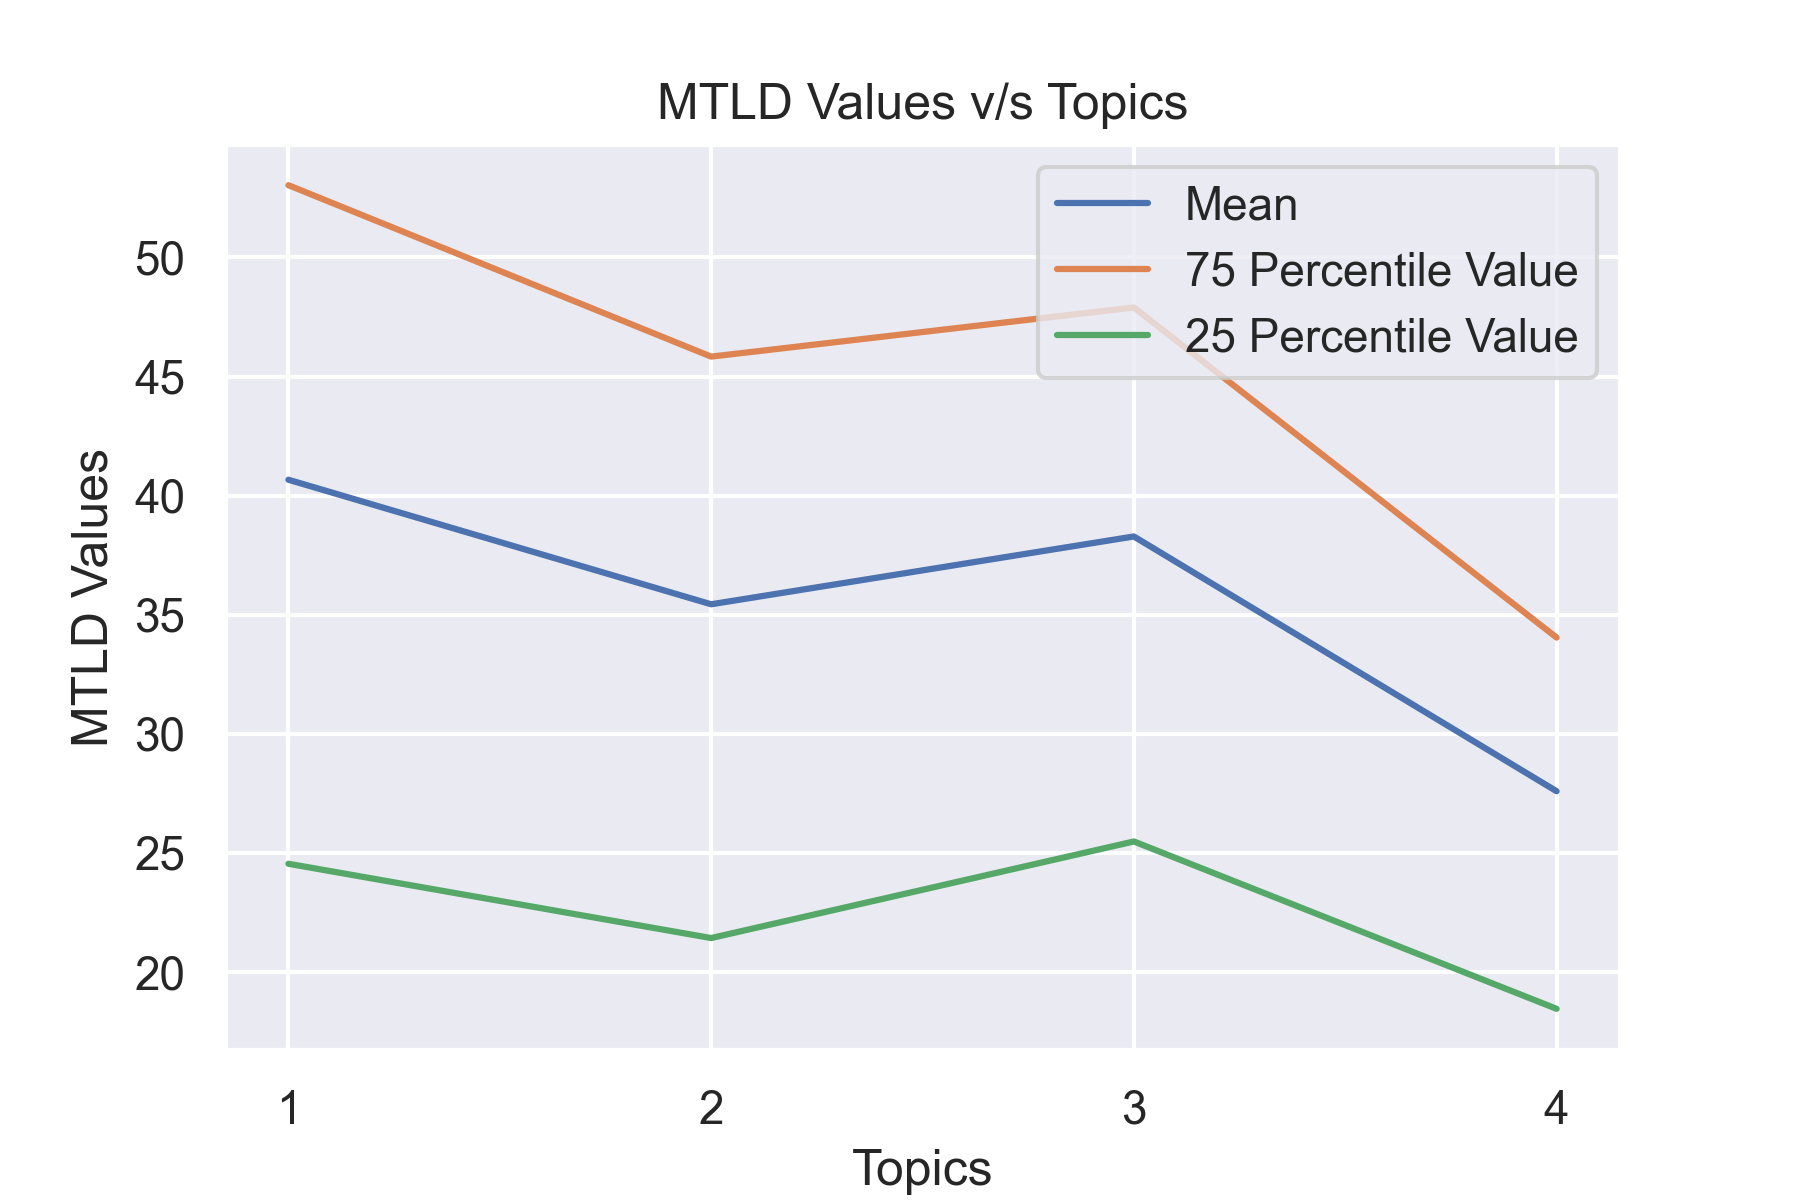 MTLD Values v/s Topics
Mean
75 Percentile Value
25 Percentile Value
MTLD Values
50
45
40
35
30
25
20
1 2 3 4
Topics